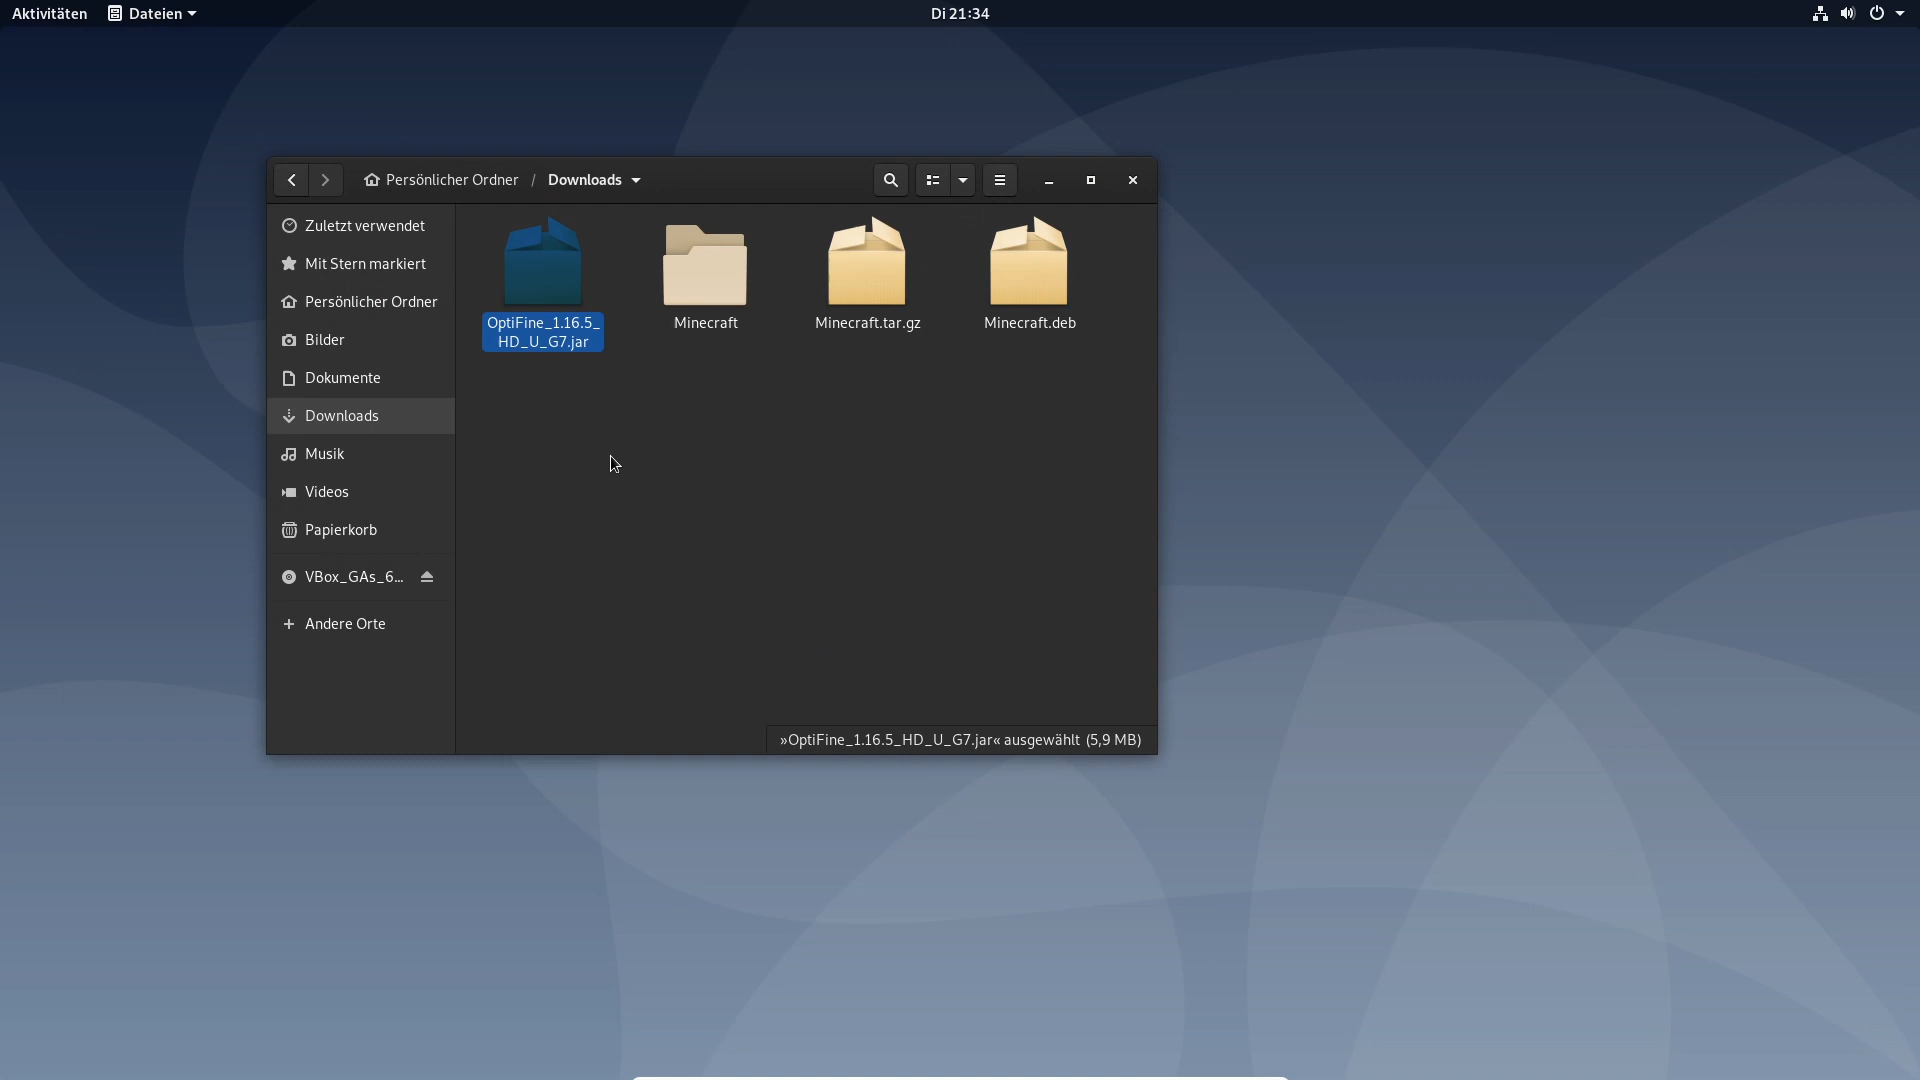 Aktivitäten Dateien Di 21:34
Persönlicher Ordner / Downloads
Zuletzt verwendet
Mit Stern markiert
Persönlicher Ordner
Bilder
Dokumente
Downloads
Musik
Videos
Papierkorb
VBox_GAs_6...
Andere Orte
OptiFine_1.16.5_
HD_U_G7.jar
Minecraft
Minecraft.tar.gz
Minecraft.deb
»OptiFine_1.16.5_HD_U_G7.jar« ausgewählt (5,9 MB)